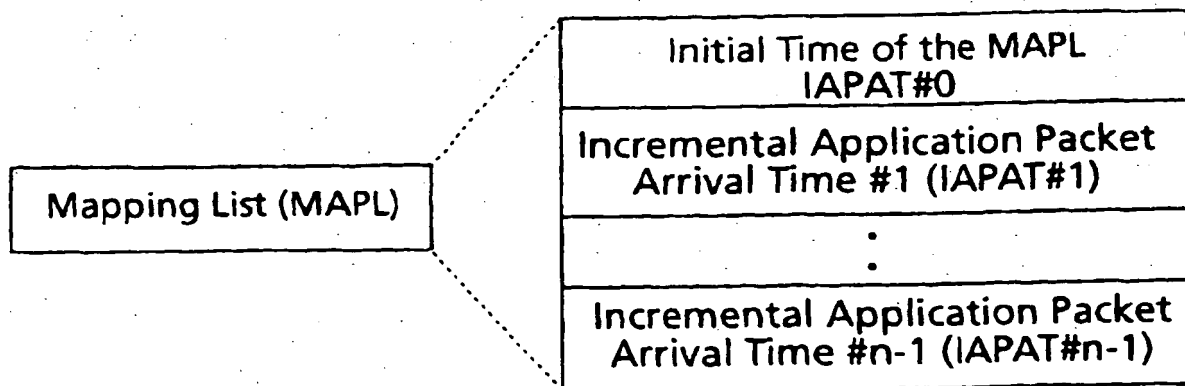 Initial Time of the MAPL
IAPAT#0
Incremental Application Packet
Arrival Time #1 (IAPAT#1)
Mapping List (MAPL)
:
Incremental Application Packet
Arrival Time #n-1 (IAPAT#n-1)